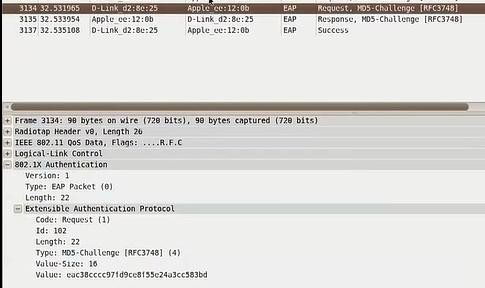 3134 32.531965 D-Link_d2:8e:25 Apple_ee:12:0b EAP Request, MD5-Challenge [RFC3748]
3135 32.533954 Apple_ee:12:0b D-Link_d2:8e:25 EAP Response, MD5-Challenge [RFC3748]
3137 32.535108 D-Link_d2:8e:25 Apple_ee:12:0b EAP Success
Frame 3134: 90 bytes on wire (720 bits), 90 bytes captured (720 bits)
Radiotap Header v0, Length 26
IEEE 802.11 QoS Data, Flags: ....R.F.C
Logical-Link Control
802.1X Authentication
Version: 1
Type: EAP Packet (0)
Length: 22
Extensible Authentication Protocol
Code: Request (1)
Id: 102
Length: 22
Type: MD5-Challenge [RFC3748] (4)
Value-Size: 16
Value: